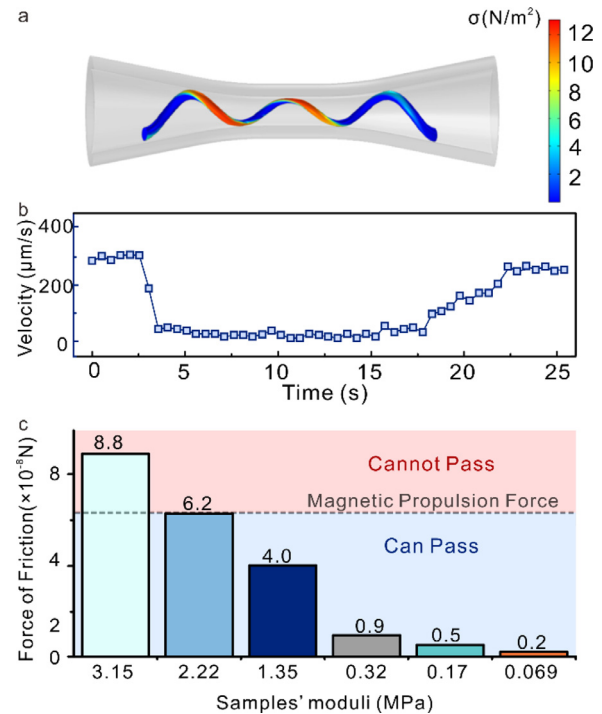 a
σ(N/m²)
12
10
8
6
4
2
b
Velocity (μm/s)
400
200
0
0 5 10 15 20 25
Time (s)
c
Force of Friction(×10⁻⁸N)
8
4
2
0
8.8
Cannot Pass
Magnetic Propulsion Force
6.2
Can Pass
4.0
0.9
0.5
0.2
3.15 2.22 1.35 0.32 0.17 0.069
Samples' moduli (MPa)